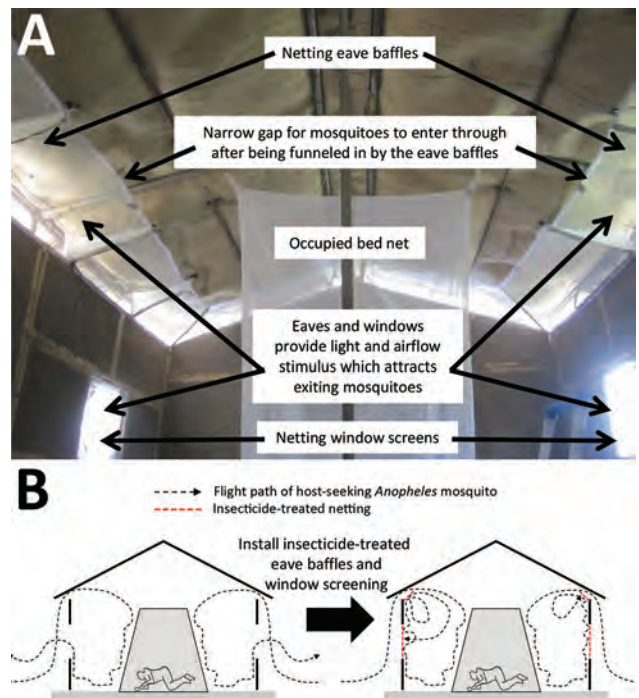 A
Netting eave baffles
Narrow gap for mosquitoes to enter through
after being funneled in by the eave baffles
Occupied bed net
Eaves and windows
provide light and airflow
stimulus which attracts
exiting mosquitoes
Netting window screens
B
Flight path of host-seeking Anopheles mosquito
Insecticide-treated netting
Install insecticide-treated
eave baffles and
window screening